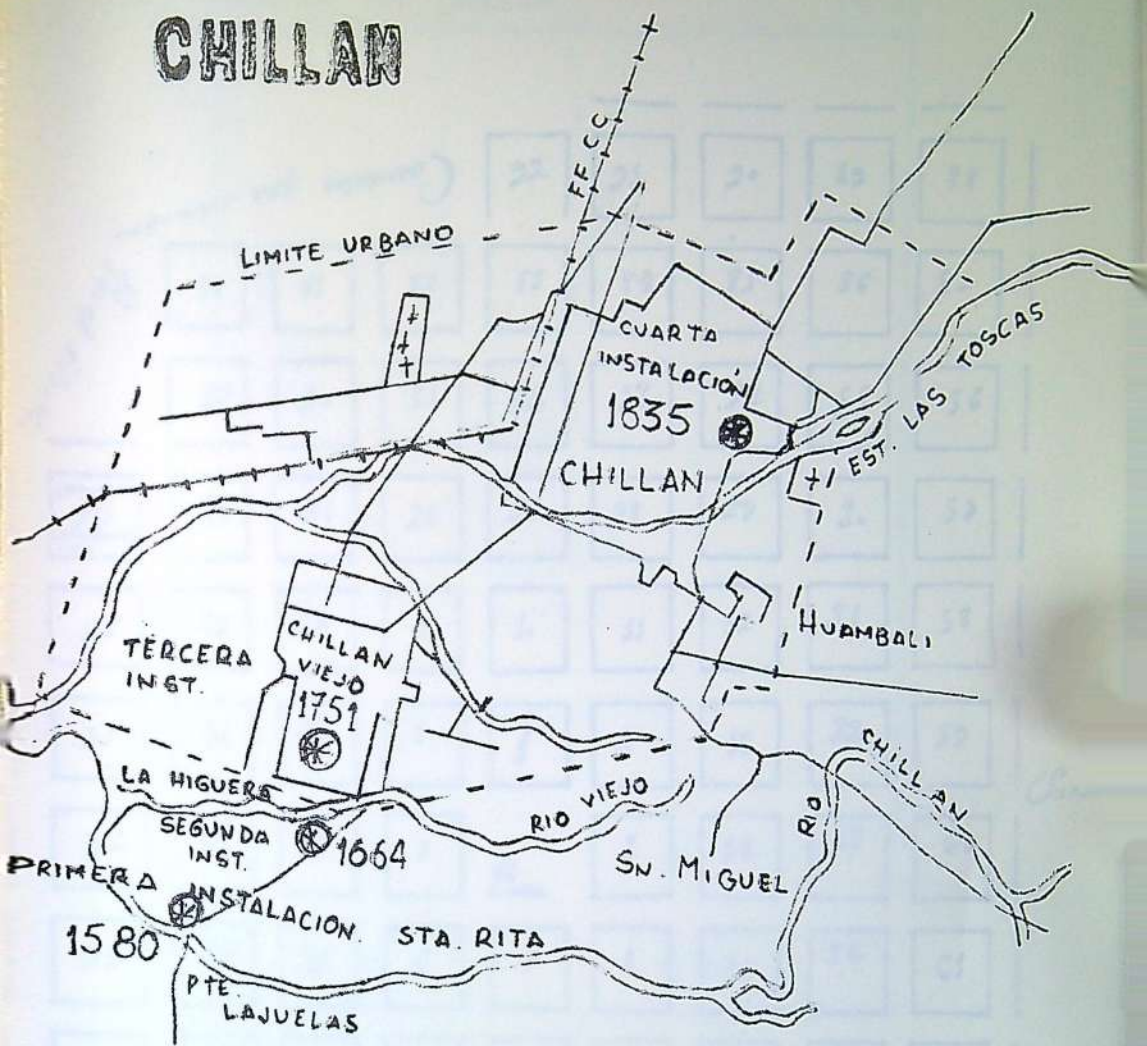 CHILLAN
FF.CC
LIMITE URBANO
CUARTA
INSTALACIÓN
1835
CHILLAN
EST. LAS TOSCAS
HUAMBALI
TERCERA
INST.
CHILLAN
VIEJO
1751
LA HIGUERA
RIO VIEJO
RIO CHILLAN
SEGUNDA
INST.
1664
SN. MIGUEL
PRIMERA INSTALACION.
1580
STA. RITA
PTE.
LAJUELAS